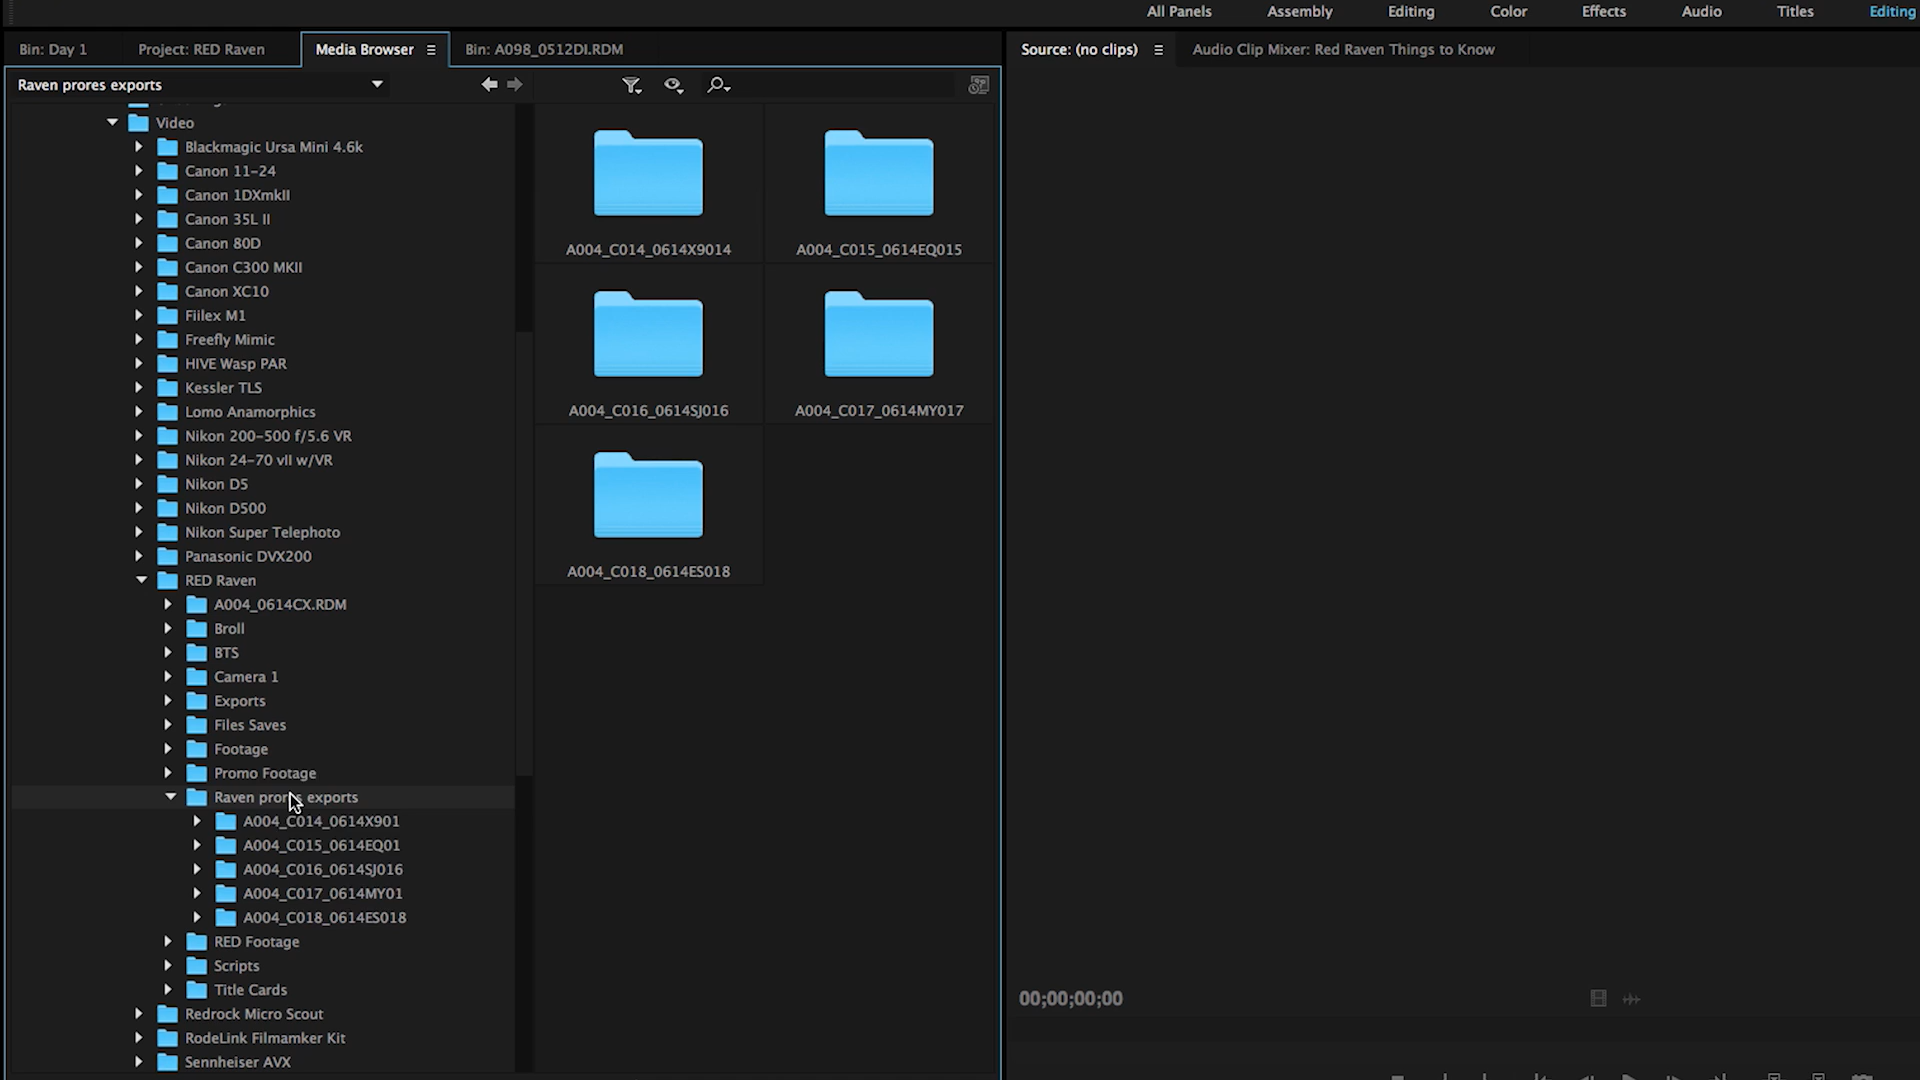 All Panels Assembly Editing Color Effects Audio Titles Editing
Bin: Day 1 Project: RED Raven Media Browser Bin: A098_0512DI.RDM Source: (no clips) Audio Clip Mixer: Red Raven Things to Know
Raven prores exports
Video
Blackmagic Ursa Mini 4.6k
Canon 11-24
Canon 1DXmkII
Canon 35L II
Canon 80D
Canon C300 MKII
Canon XC10
Fiilex M1
Freefly Mimic
HIVE Wasp PAR
Kessler TLS
Lomo Anamorphics
Nikon 200-500 f/5.6 VR
Nikon 24-70 vII w/VR
Nikon D5
Nikon D500
Nikon Super Telephoto
Panasonic DVX200
RED Raven
A004_0614CX.RDM
Broll
BTS
Camera 1
Exports
Files Saves
Footage
Promo Footage
Raven prores exports
A004_C014_0614X901
A004_C015_0614EQ01
A004_C016_0614SJ016
A004_C017_0614MY01
A004_C018_0614ES018
RED Footage
Scripts
Title Cards
Redrock Micro Scout
RodeLink Filmamker Kit
Sennheiser AVX
A004_C014_0614X9014 A004_C015_0614EQ015
A004_C016_0614SJ016 A004_C017_0614MY017
A004_C018_0614ES018
00;00;00;00